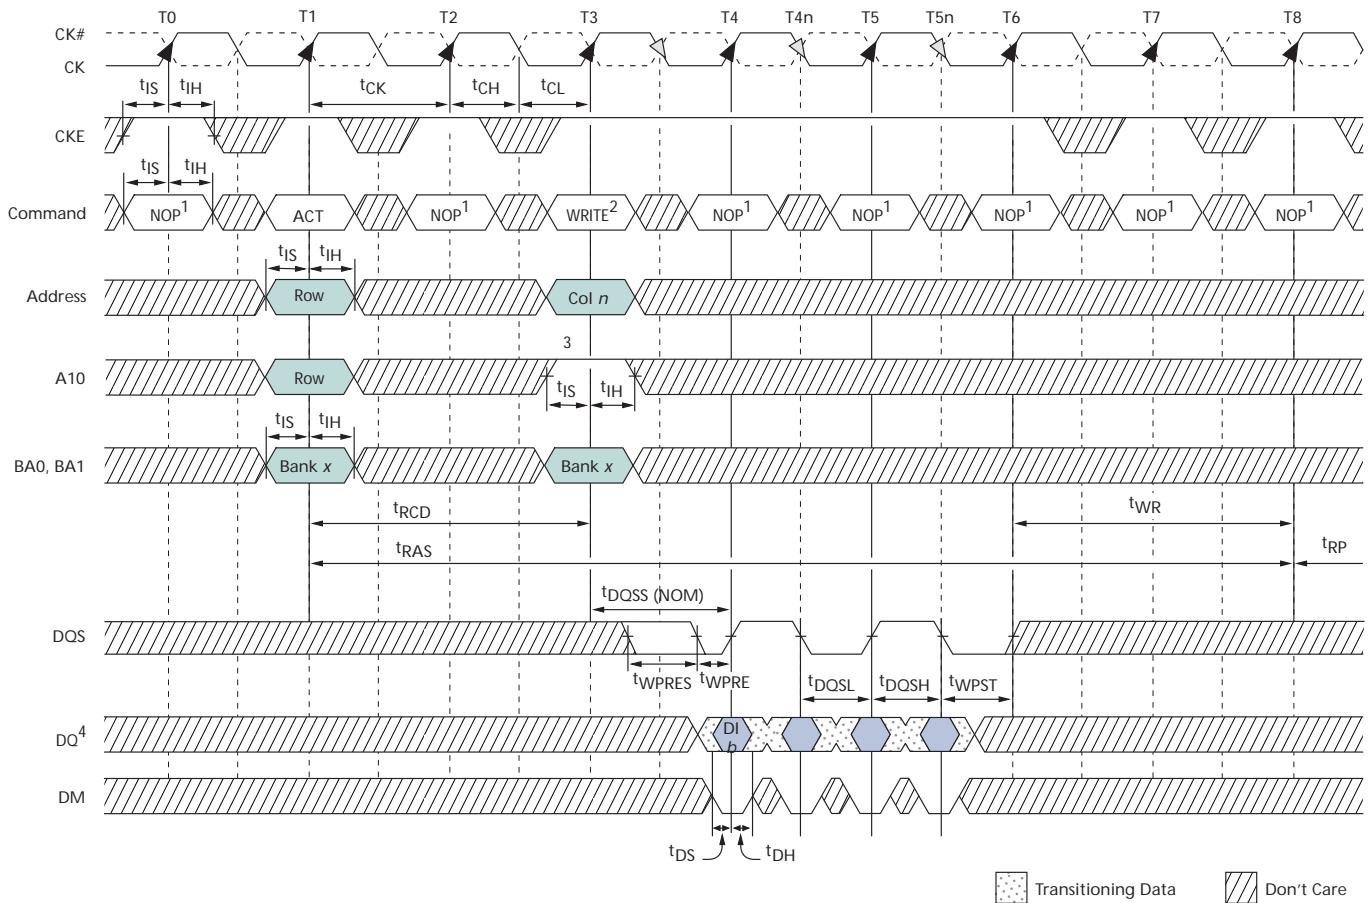 T0 T1 T2 T3 T4 T4n T5 T5n T6 T7 T8
CK#
CK
tIS tIH tCK tCH tCL
CKE
tIS tIH
Command NOP1 ACT NOP1 WRITE2 NOP1 NOP1 NOP1 NOP1 NOP1
tIS tIH
Address Row Col n
3
A10 Row
tIS tIH
tIS tIH
BA0, BA1 Bank x Bank x
tRCD tWR
tRAS tRP
tDQSS (NOM)
DQS
tWPRES tWPRE tDQSL tDQSH tWPST
DQ4 DI
b
DM
tDS tDH
Transitioning Data Don't Care